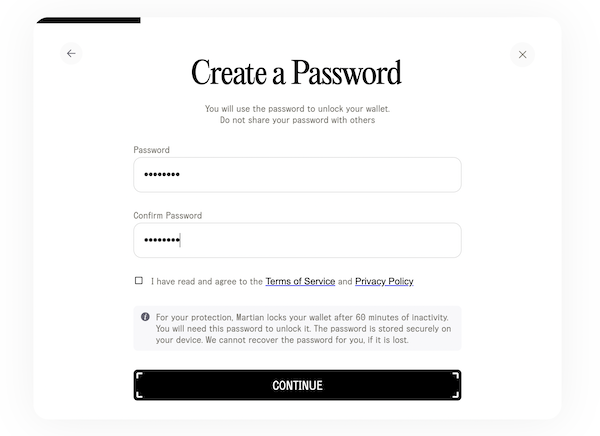 Create a Password
You will use the password to unlock your wallet.
Do not share your password with others
Password
••••••••
Confirm Password
••••••••
I have read and agree to the Terms of Service and Privacy Policy
For your protection, Martian locks your wallet after 60 minutes of inactivity.
You will need this password to unlock it. The password is stored securely on
your device. We cannot recover the password for you, if it is lost.
CONTINUE